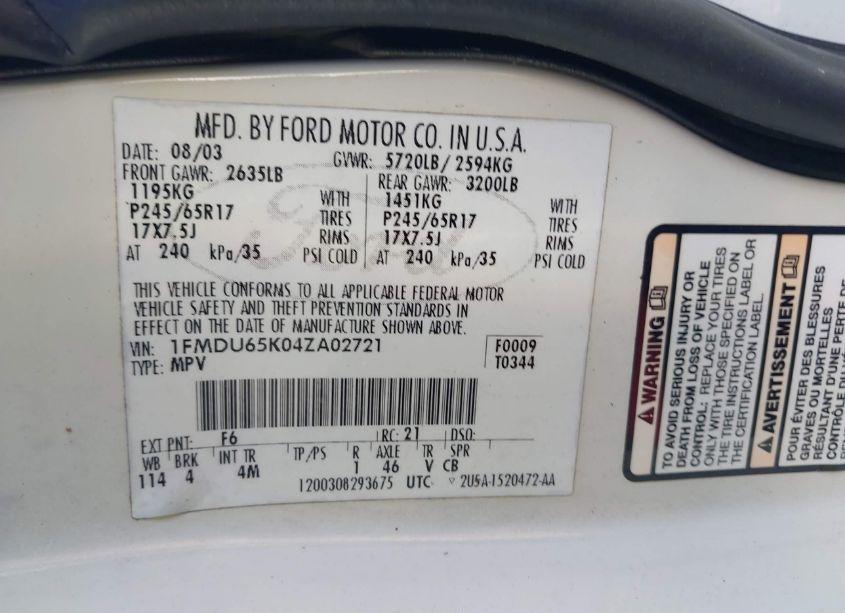 MFD. BY FORD MOTOR CO. IN U.S.A.
DATE: 08/03 GVWR: 5720LB/ 2594KG
FRONT GAWR: 2635LB REAR GAWR: 3200LB
1195KG WITH 1451KG WITH
P245/65R17 TIRES P245/65R17 TIRES
17X7.5J RIMS 17X7.5J RIMS
AT 240 kPa/35 PSI COLD AT 240 kPa/35 PSI COLD
Ford
THIS VEHICLE CONFORMS TO ALL APPLICABLE FEDERAL MOTOR
VEHICLE SAFETY AND THEFT PREVENTION STANDARDS IN
EFFECT ON THE DATE OF MANUFACTURE SHOWN ABOVE.
VIN: 1FMDU65K04ZA02721 F0009
TYPE: MPV T0344
EXT PNT: F6 RC: 21 DSO:
WB BRK INT TR TP/PS R AXLE TR SPR
114 4 4M 1 46 V CB
1200308293675 UTC 2U5A-1520472-AA
WARNING
TO AVOID SERIOUS INJURY OR
DEATH FROM LOSS OF VEHICLE
CONTROL: REPLACE YOUR TIRES
ONLY WITH THOSE SPECIFIED ON
THE TIRE INSTRUCTIONS LABEL OR
THE CERTIFICATION LABEL.
AVERTISSEMENT
POUR ÉVITER DES BLESSURES
GRAVES OU MORTELLES
RÉSULTANT D'UNE PERTE DE